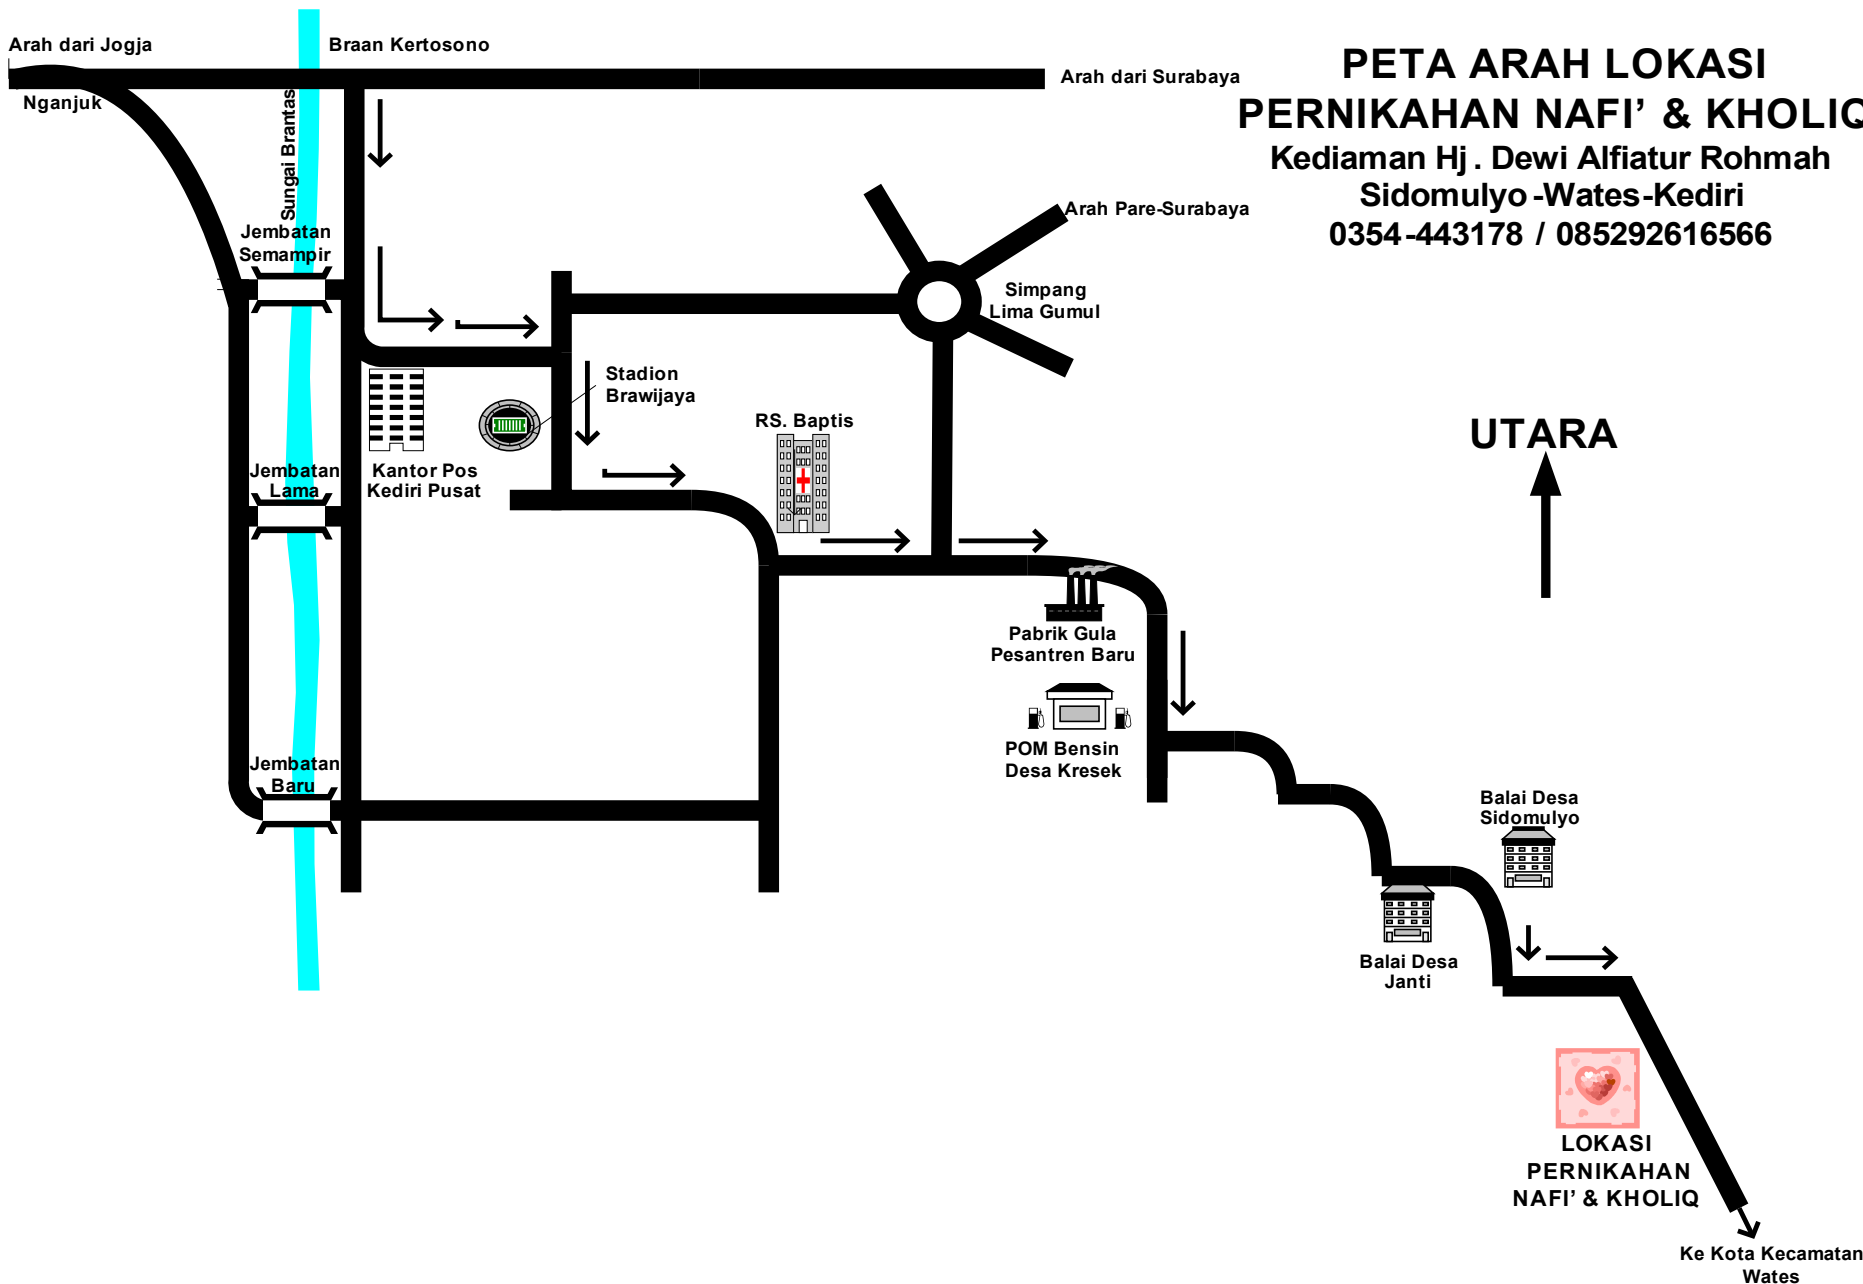 Arah dari Jogja
Braan Kertosono
Arah dari Surabaya
Nganjuk
Sungai Brantas
PETA ARAH LOKASI
PERNIKAHAN NAFI’ & KHOLIQ
Kediaman Hj. Dewi Alfiatur Rohmah
Sidomulyo-Wates-Kediri
0354-443178 / 085292616566
Arah Pare-Surabaya
Jembatan
Semampir
Simpang
Lima Gumul
Stadion
Brawijaya
RS. Baptis
UTARA
Jembatan
Lama
Kantor Pos
Kediri Pusat
Pabrik Gula
Pesantren Baru
POM Bensin
Desa Kresek
Jembatan
Baru
Balai Desa
Sidomulyo
Balai Desa
Janti
LOKASI
PERNIKAHAN
NAFI’ & KHOLIQ
Ke Kota Kecamatan
Wates